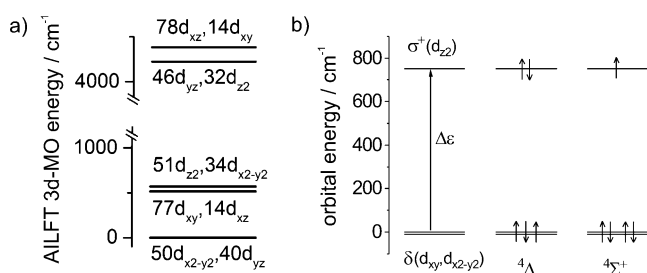 a)
AILFT 3d-MO energy / cm⁻¹
4000
1000
0
78d_xz,14d_xy
46d_yz,32d_z2
51d_z2,34d_x2-y2
77d_xy,14d_xz
50d_x2-y2,40d_yz
b)
orbital energy / cm⁻¹
800
600
400
200
0
σ⁺(d_z2)
Δε
δ(d_xy,d_x2-y2)
⁴Δ
⁴Σ⁺